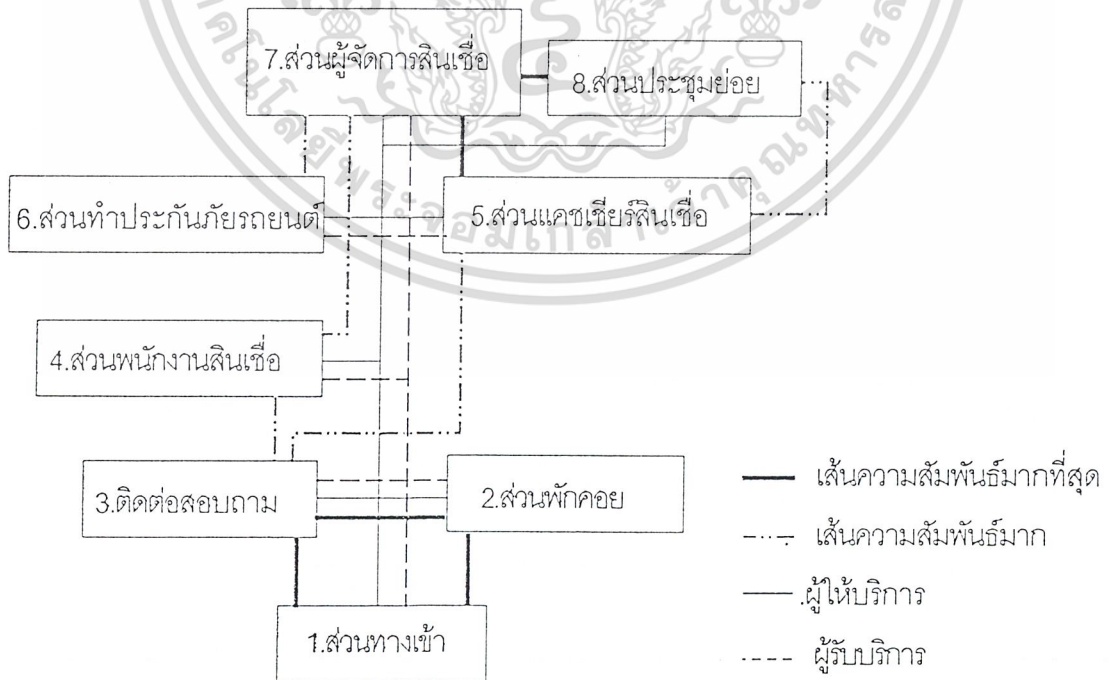 7.ส่วนผู้จัดการสินเชื่อ
8.ส่วนประชุมย่อย
6.ส่วนทำประกันภัยรถยนต์
5.ส่วนแคชเชียร์สินเชื่อ
4.ส่วนพนักงานสินเชื่อ
3.ติดต่อสอบถาม
2.ส่วนพักคอย
1.ส่วนทางเข้า
เส้นความสัมพันธ์มากที่สุด
เส้นความสัมพันธ์มาก
.ผู้ให้บริการ
ผู้รับบริการ